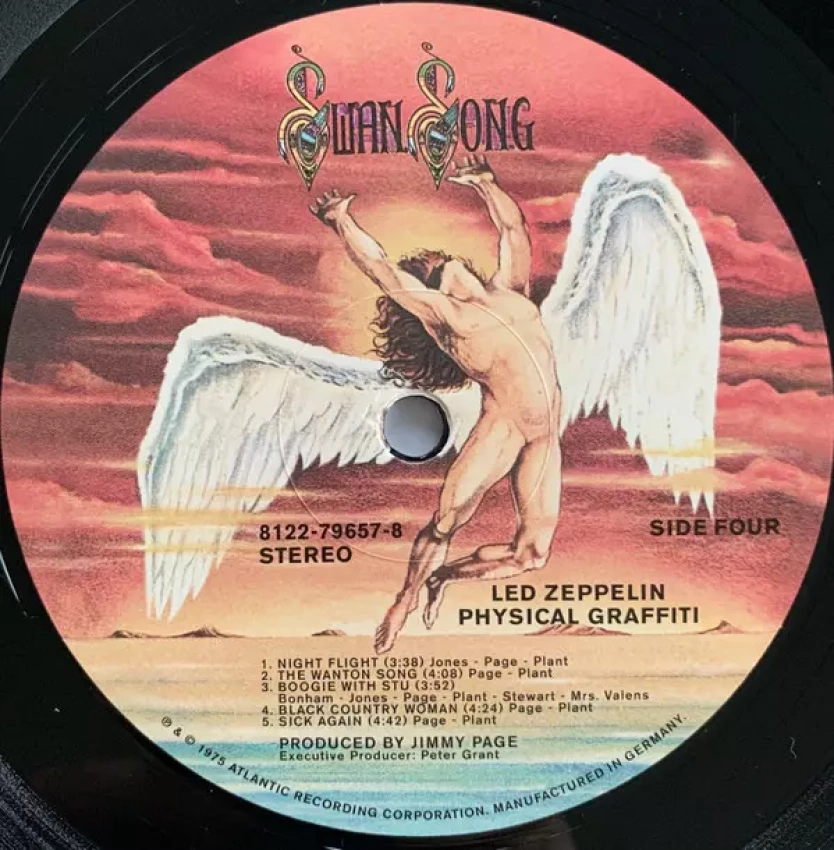 SWAN SONG
8122-79657-8
STEREO
SIDE FOUR
LED ZEPPELIN
PHYSICAL GRAFFITI
1. NIGHT FLIGHT (3:38) Jones - Page - Plant
2. THE WANTON SONG (4:08) Page - Plant
3. BOOGIE WITH STU (3:52)
Bonham - Jones - Page - Plant - Stewart - Mrs. Valens
4. BLACK COUNTRY WOMAN (4:24) Page - Plant
5. SICK AGAIN (4:42) Page - Plant
PRODUCED BY JIMMY PAGE
Executive Producer: Peter Grant
℗ & © 1975 ATLANTIC RECORDING CORPORATION. MANUFACTURED IN GERMANY.